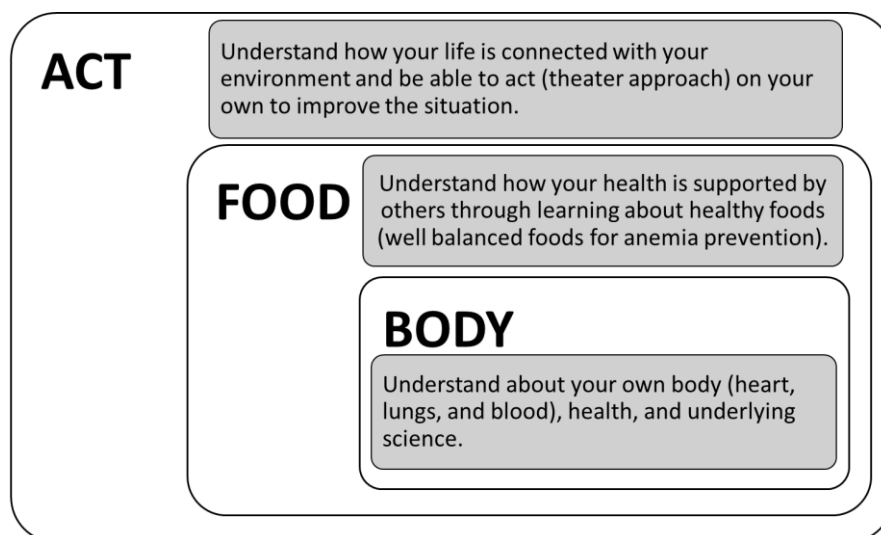 ACT
Understand how your life is connected with your
environment and be able to act (theater approach) on your
own to improve the situation.
FOOD
Understand how your health is supported by
others through learning about healthy foods
(well balanced foods for anemia prevention).
BODY
Understand about your own body (heart,
lungs, and blood), health, and underlying
science.